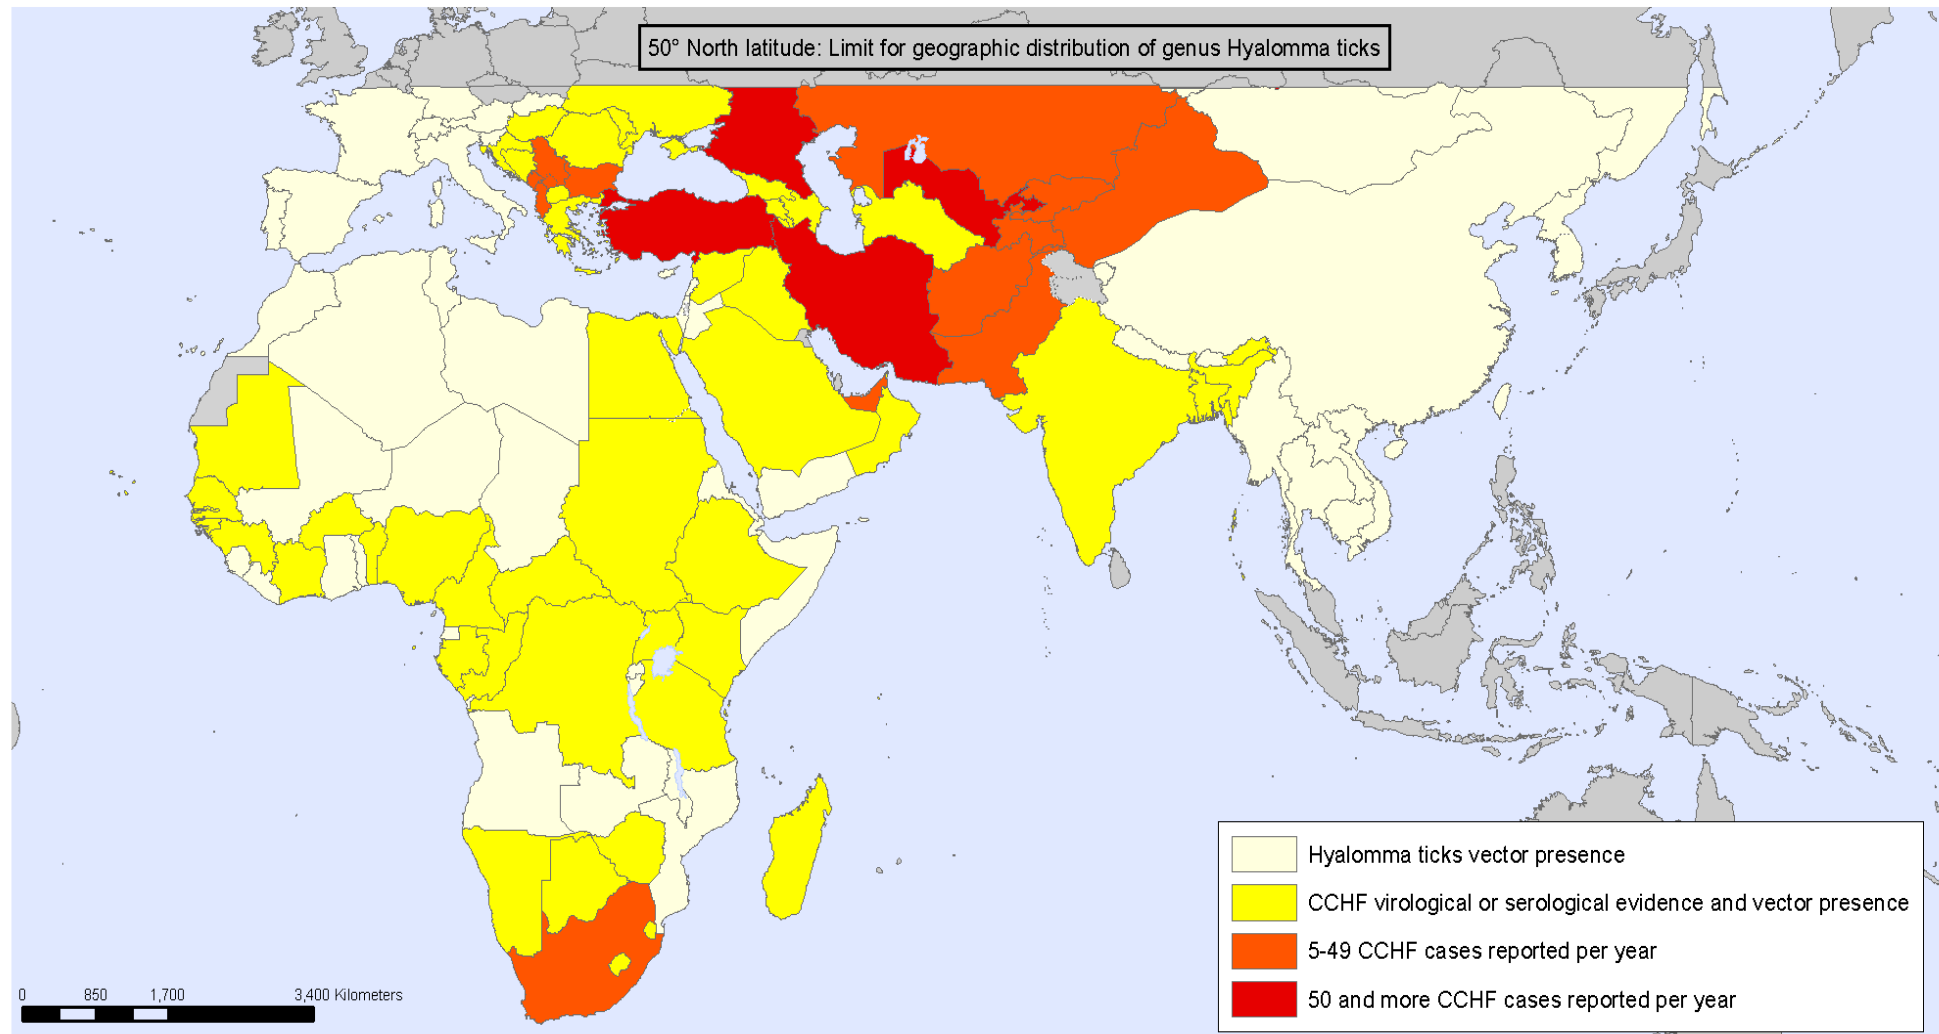 50° North latitude: Limit for geographic distribution of genus Hyalomma ticks
Hyalomma ticks vector presence
CCHF virological or serological evidence and vector presence
5-49 CCHF cases reported per year
50 and more CCHF cases reported per year
0 850 1,700 3,400 Kilometers